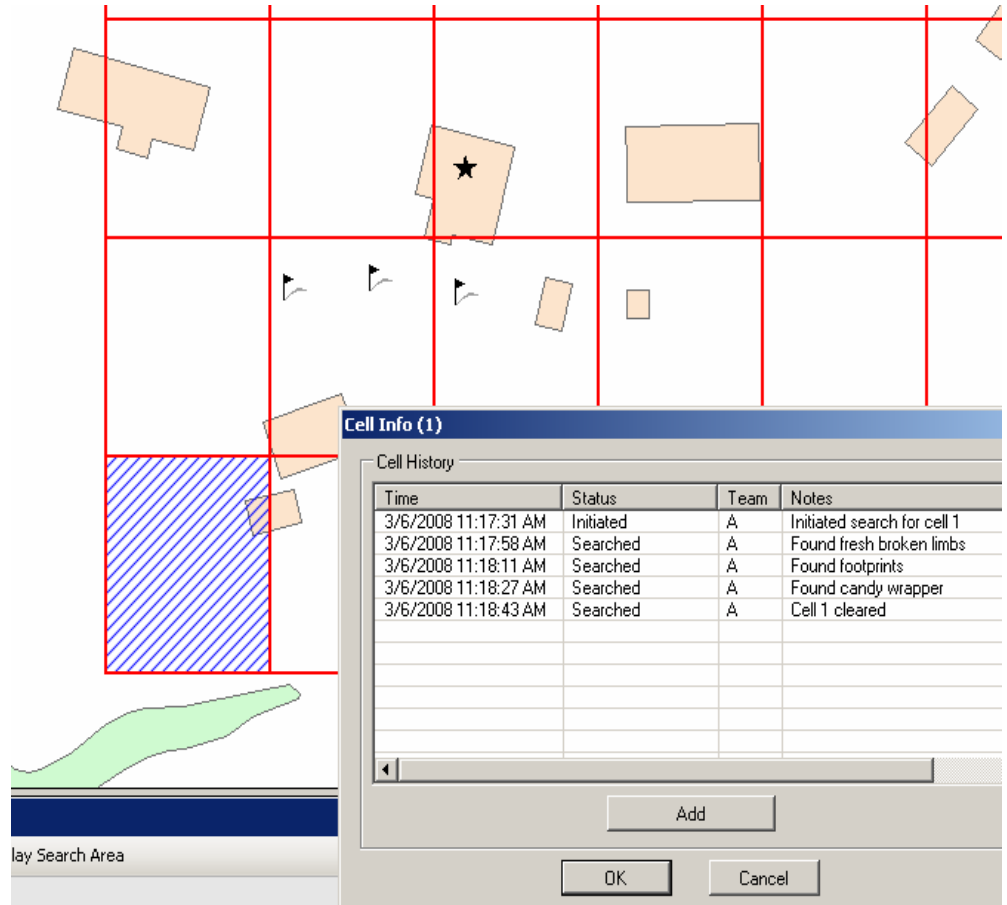 Cell Info (1)
Cell History
Time Status Team Notes
3/6/2008 11:17:31 AM Initiated A Initiated search for cell 1
3/6/2008 11:17:58 AM Searched A Found fresh broken limbs
3/6/2008 11:18:11 AM Searched A Found footprints
3/6/2008 11:18:27 AM Searched A Found candy wrapper
3/6/2008 11:18:43 AM Searched A Cell 1 cleared
Add
lay Search Area
OK Cancel